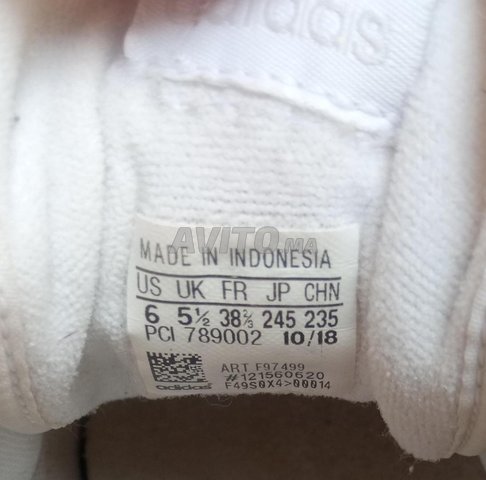 adidas
AVITO.MA
MADE IN INDONESIA
US UK FR JP CHN
6 5½ 38⅔ 245 235
PCI 789002 10/18
ART F97499
#121560620
adidas F49S0X4>00014